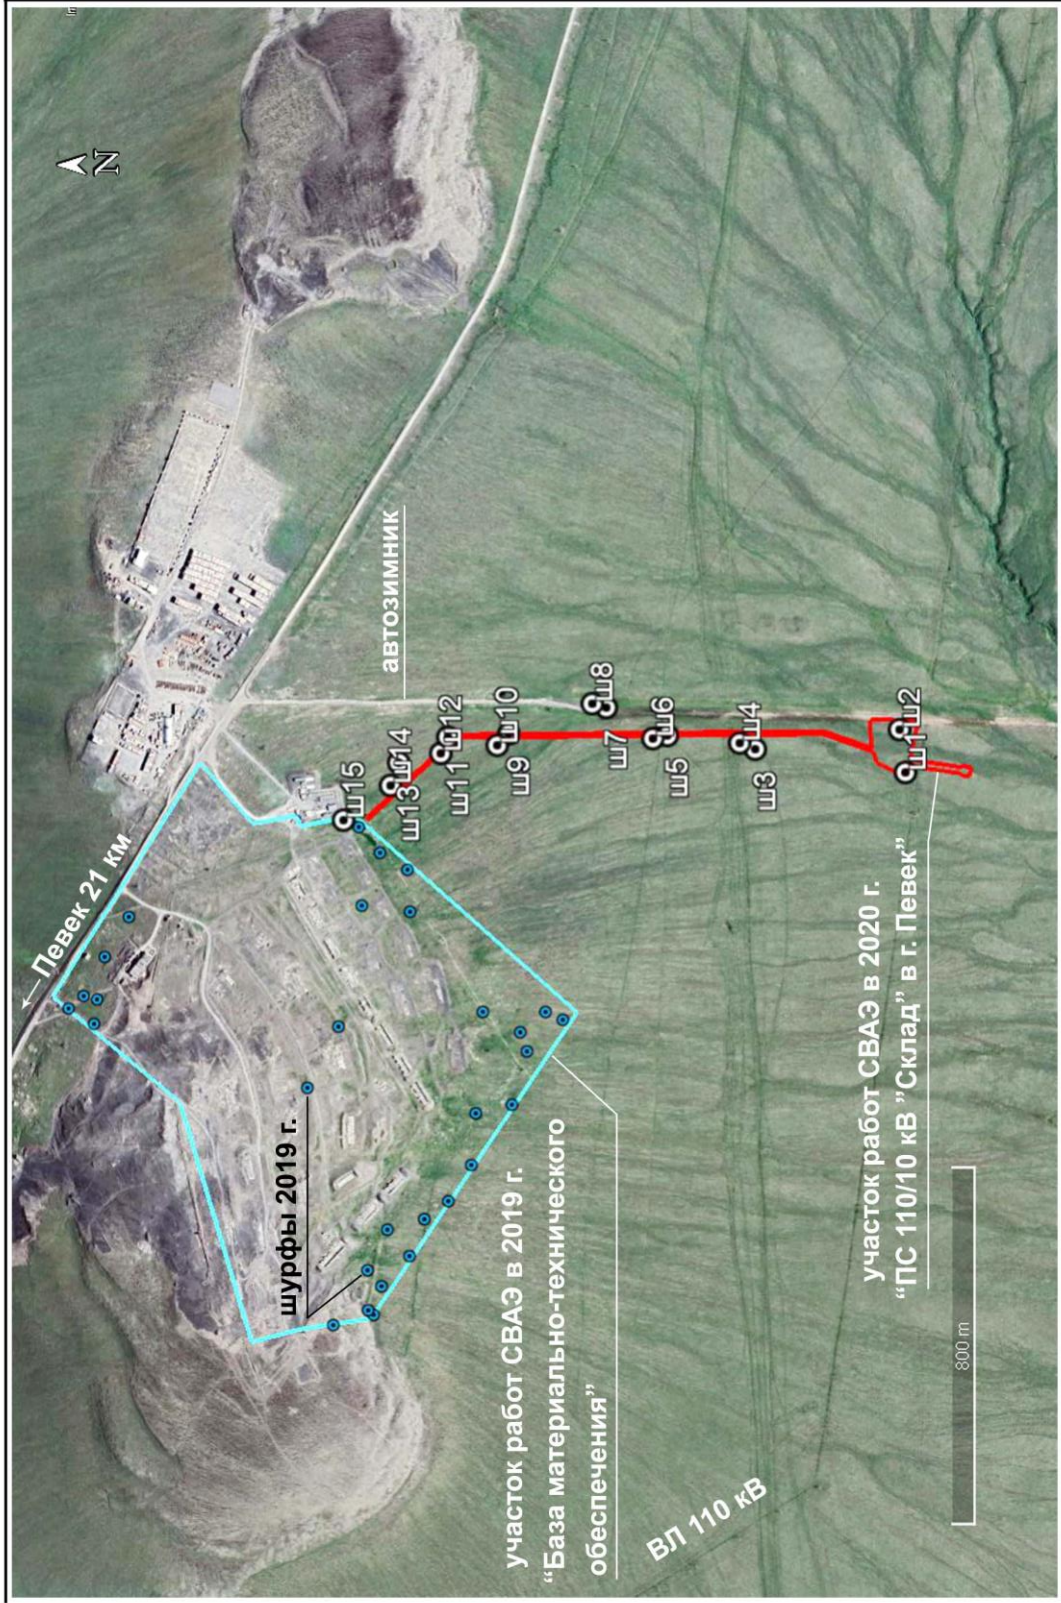 N
← Певек 21 км
автозимник
шурфы 2019 г.
ш15
ш14
ш13
ш12
ш11
ш10
ш9
ш8
ш7
ш6
ш5
ш4
ш3
ш2
ш1
участок работ СВАЭ в 2019 г.
“База материально-технического
обеспечения”
участок работ СВАЭ в 2020 г.
“ПС 110/10 кВ ”Склад” в г. Певек”
ВЛ 110 кВ
800 m